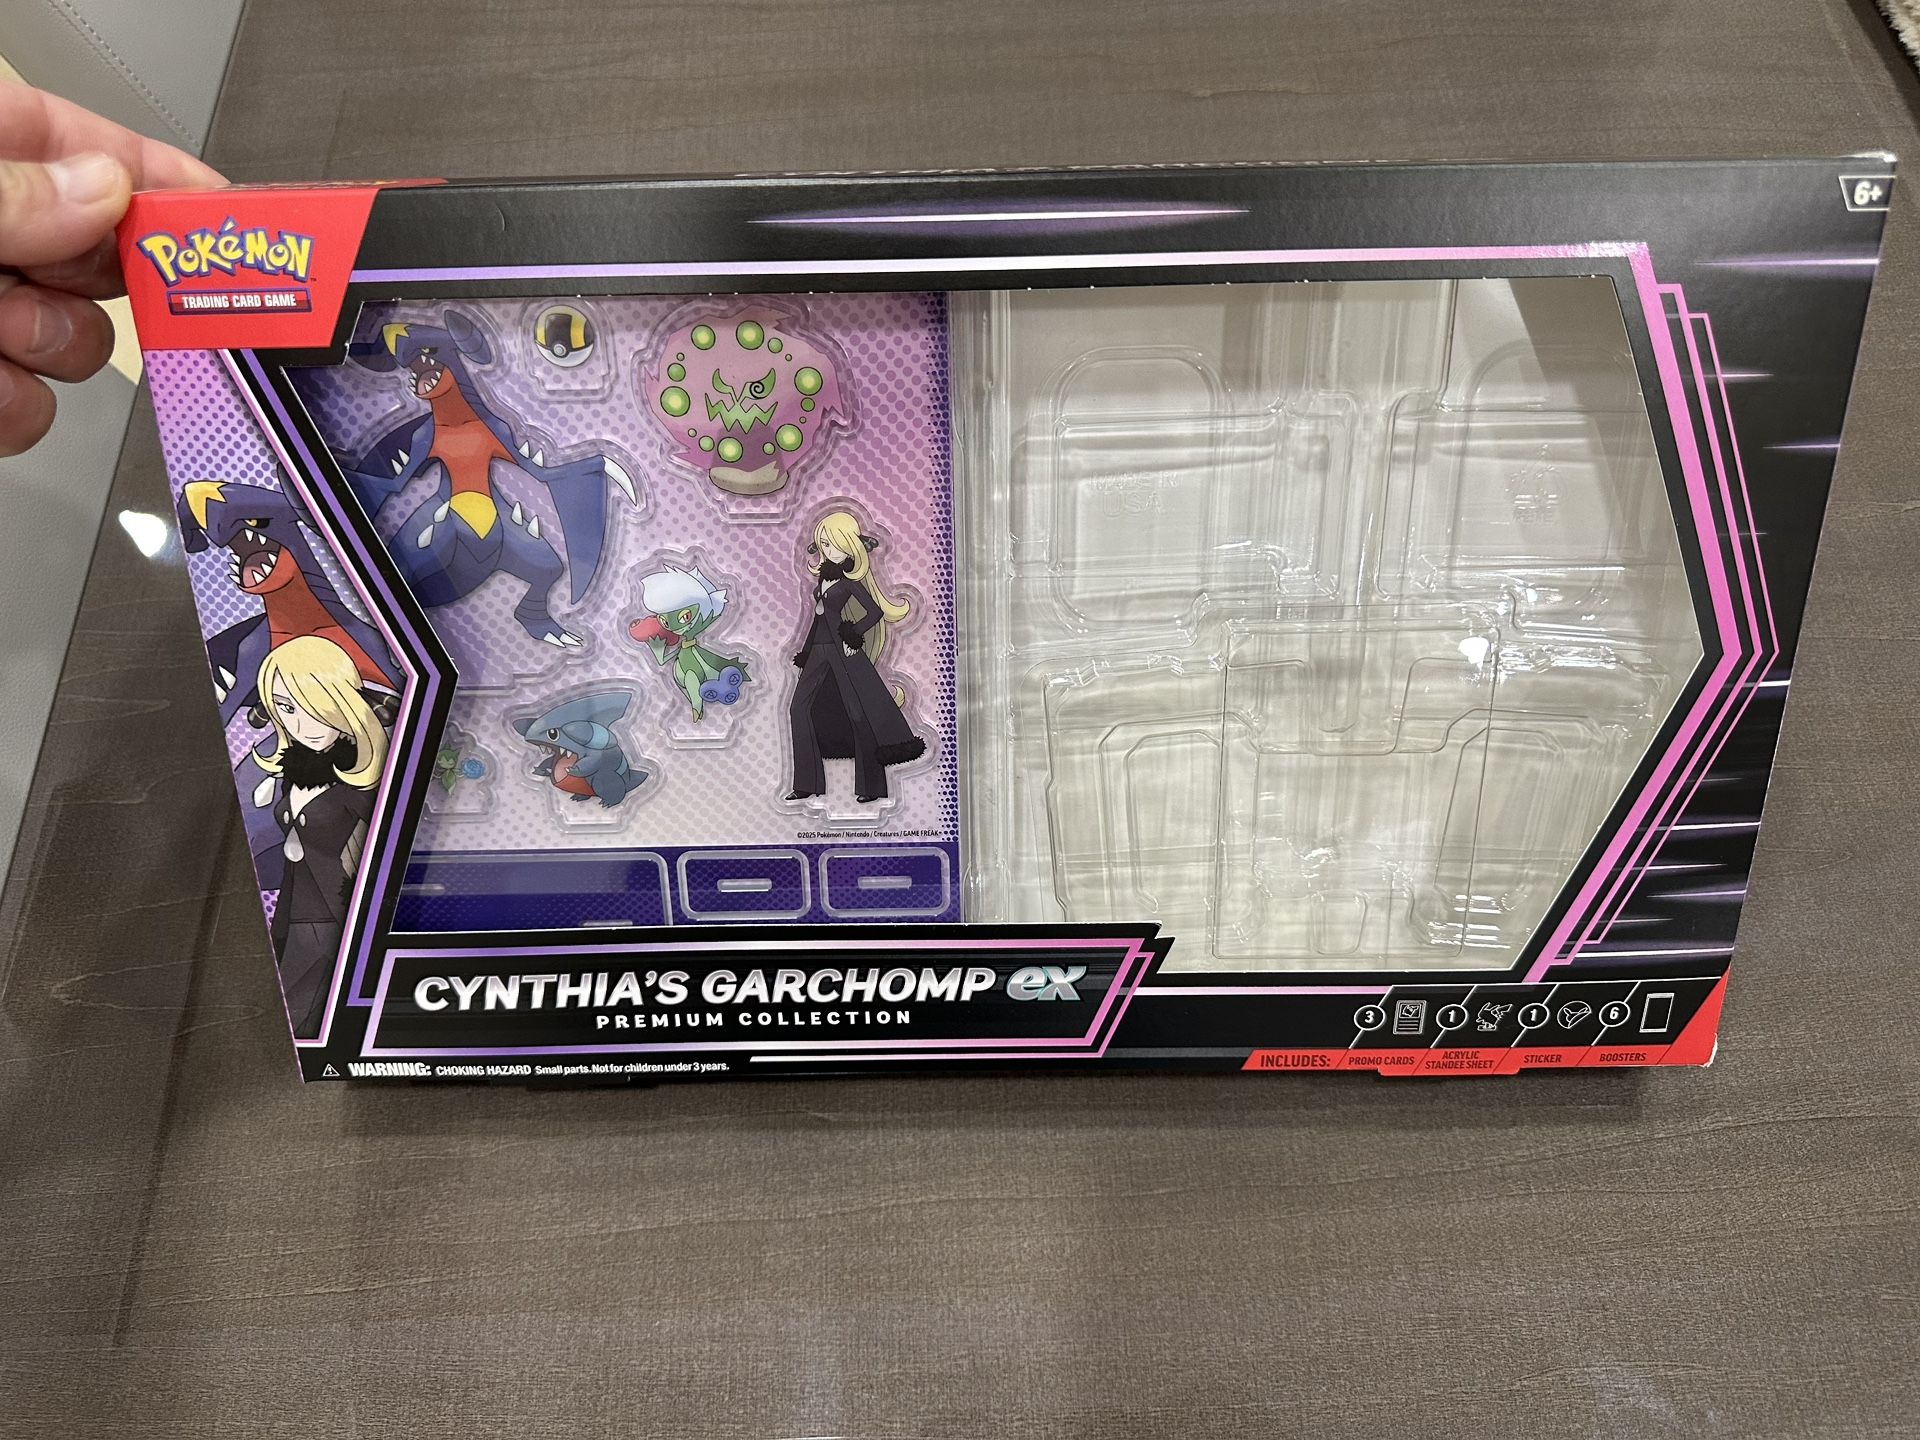 6+
POKéMON
TRADING CARD GAME
MADE IN
USA
©2025 Pokémon / Nintendo / Creatures / GAME FREAK
CYNTHIA'S GARCHOMP ex
PREMIUM COLLECTION
3 1 1 6
INCLUDES: PROMO CARDS ACRYLIC STANDEE SHEET STICKER BOOSTERS
WARNING: CHOKING HAZARD Small parts. Not for children under 3 years.